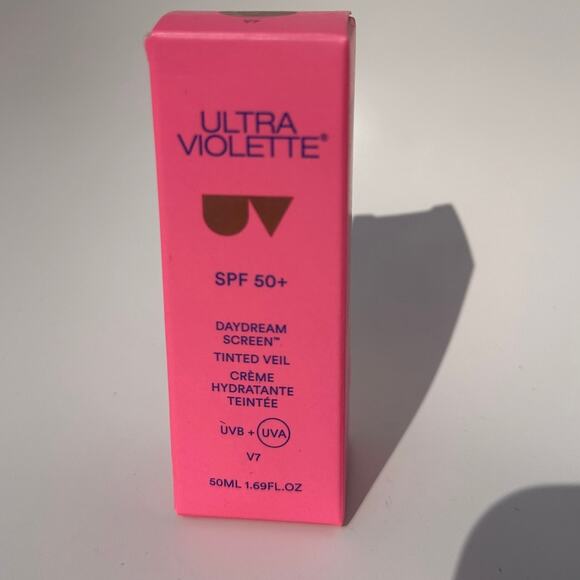 V7
ULTRA
VIOLETTE®
UV
SPF 50+
DAYDREAM
SCREEN™
TINTED VEIL
CRÈME
HYDRATANTE
TEINTÉE
UVB + UVA
V7
50ML 1.69FL.OZ